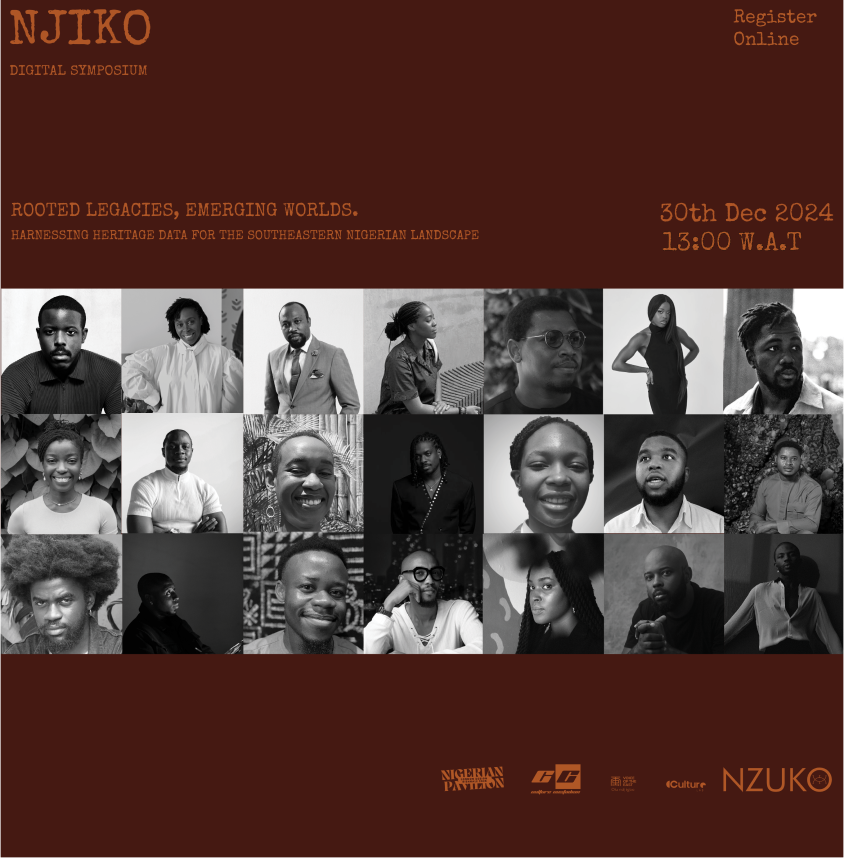 NJIKO
DIGITAL SYMPOSIUM
Register
Online
ROOTED LEGACIES, EMERGING WORLDS.
HARNESSING HERITAGE DATA FOR THE SOUTHEASTERN NIGERIAN LANDSCAPE
30th Dec 2024
13:00 W.A.T
NIGERIAN
PAVILION
Culture
NZUKO